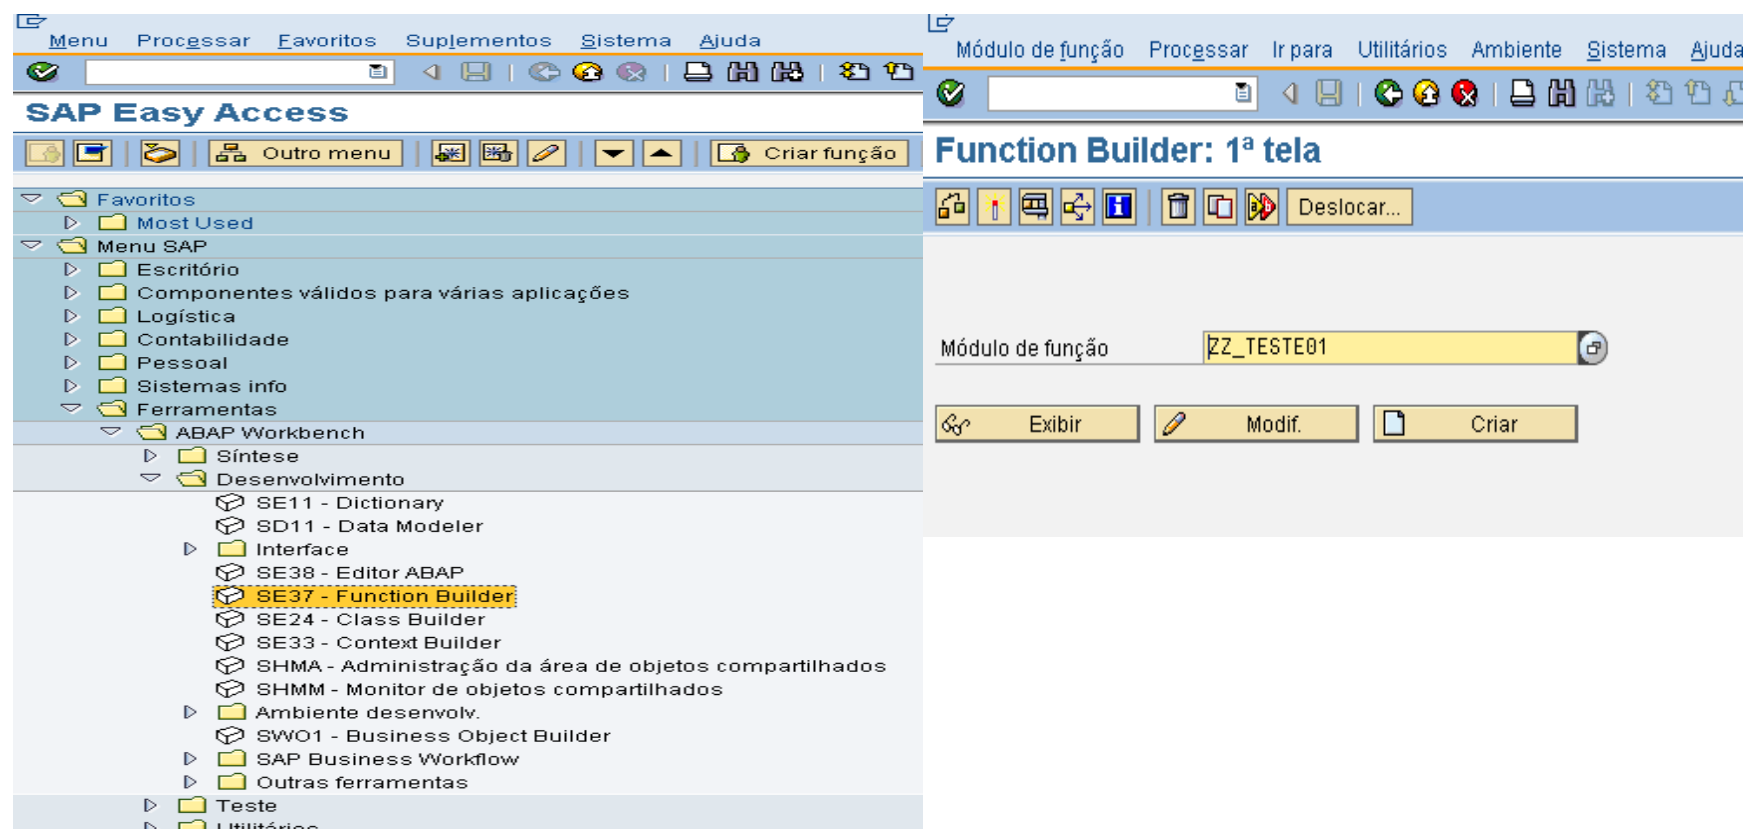 Menu Processar Favoritos Suplementos Sistema Ajuda
SAP Easy Access
Outro menu Criar função
Favoritos
Most Used
Menu SAP
Escritório
Componentes válidos para várias aplicações
Logística
Contabilidade
Pessoal
Sistemas info
Ferramentas
ABAP Workbench
Síntese
Desenvolvimento
SE11 - Dictionary
SD11 - Data Modeler
Interface
SE38 - Editor ABAP
SE37 - Function Builder
SE24 - Class Builder
SE33 - Context Builder
SHMA - Administração da área de objetos compartilhados
SHMM - Monitor de objetos compartilhados
Ambiente desenvolv.
SWO1 - Business Object Builder
SAP Business Workflow
Outras ferramentas
Teste
Utilitários
Módulo de função Processar Ir para Utilitários Ambiente Sistema Ajuda
Function Builder: 1ª tela
Deslocar...
Módulo de função ZZ_TESTE01
Exibir Modif. Criar